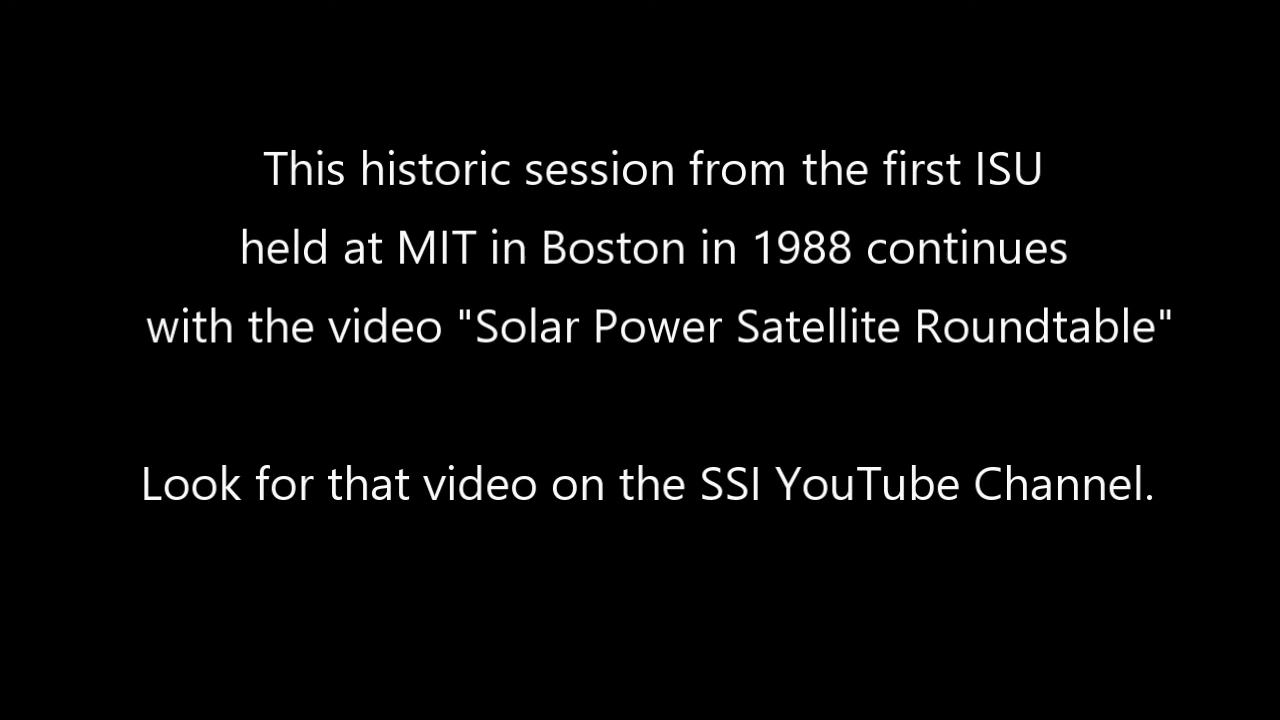 This historic session from the first ISU
held at MIT in Boston in 1988 continues
with the video "Solar Power Satellite Roundtable"
Look for that video on the SSI YouTube Channel.